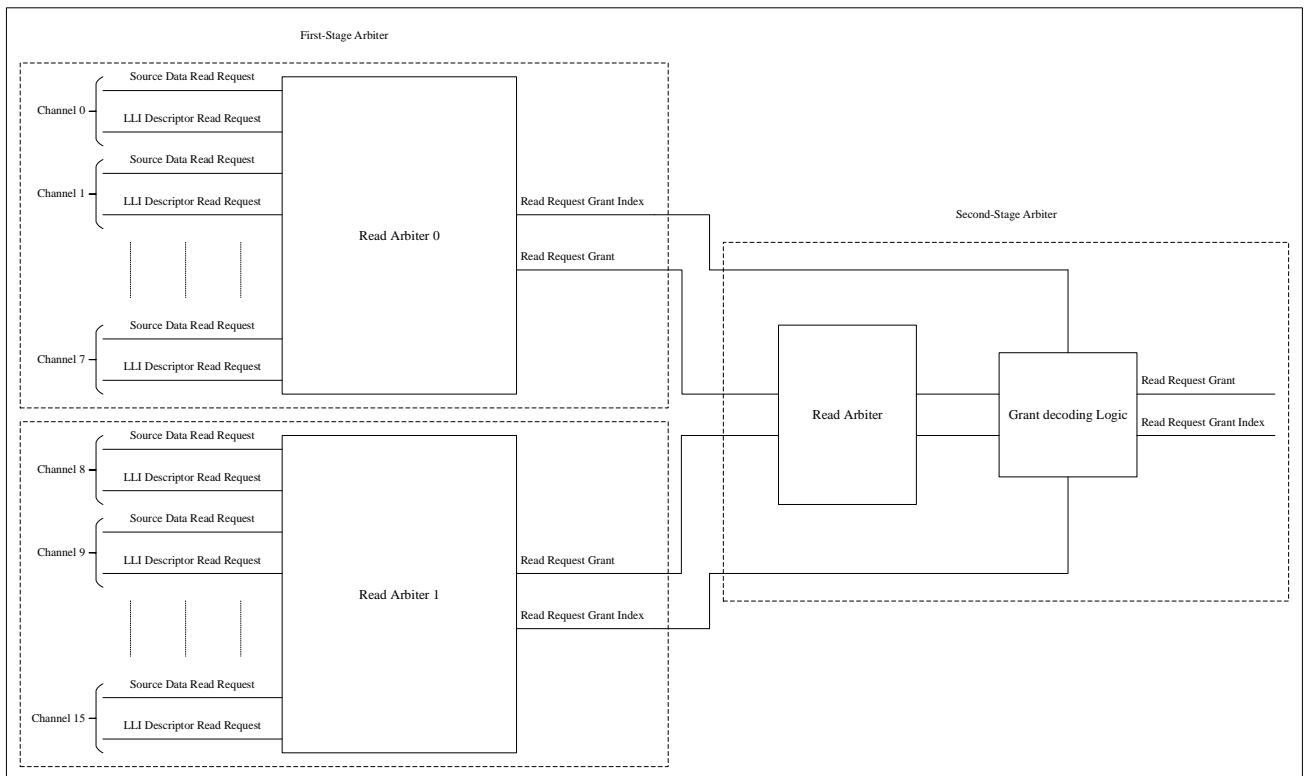 First-Stage Arbiter
Source Data Read Request
Channel 0
LLI Descriptor Read Request
Source Data Read Request
Channel 1
LLI Descriptor Read Request
Read Arbiter 0
Read Request Grant Index
Read Request Grant
Source Data Read Request
Channel 7
LLI Descriptor Read Request
Source Data Read Request
Channel 8
LLI Descriptor Read Request
Source Data Read Request
Channel 9
LLI Descriptor Read Request
Read Arbiter 1
Read Request Grant
Read Request Grant Index
Source Data Read Request
Channel 15
LLI Descriptor Read Request
Second-Stage Arbiter
Read Arbiter
Grant decoding Logic
Read Request Grant
Read Request Grant Index